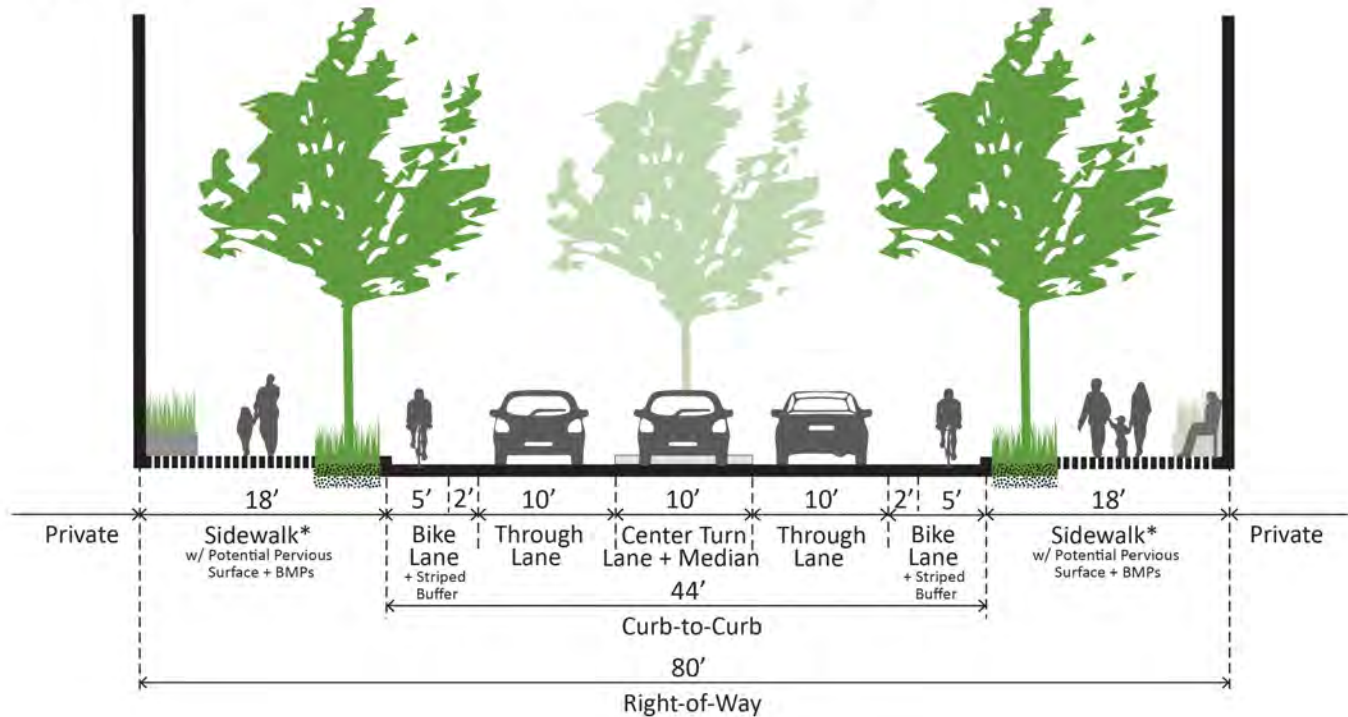 18’ 5’ 2’ 10’ 10’ 10’ 2’ 5’ 18’
Private
Sidewalk*
w/ Potential Pervious
Surface + BMPs
Bike
Lane
+ Striped
Buffer
Through
Lane
Center Turn
Lane + Median
Through
Lane
Bike
Lane
+ Striped
Buffer
Sidewalk*
w/ Potential Pervious
Surface + BMPs
Private
44’
Curb-to-Curb
80’
Right-of-Way